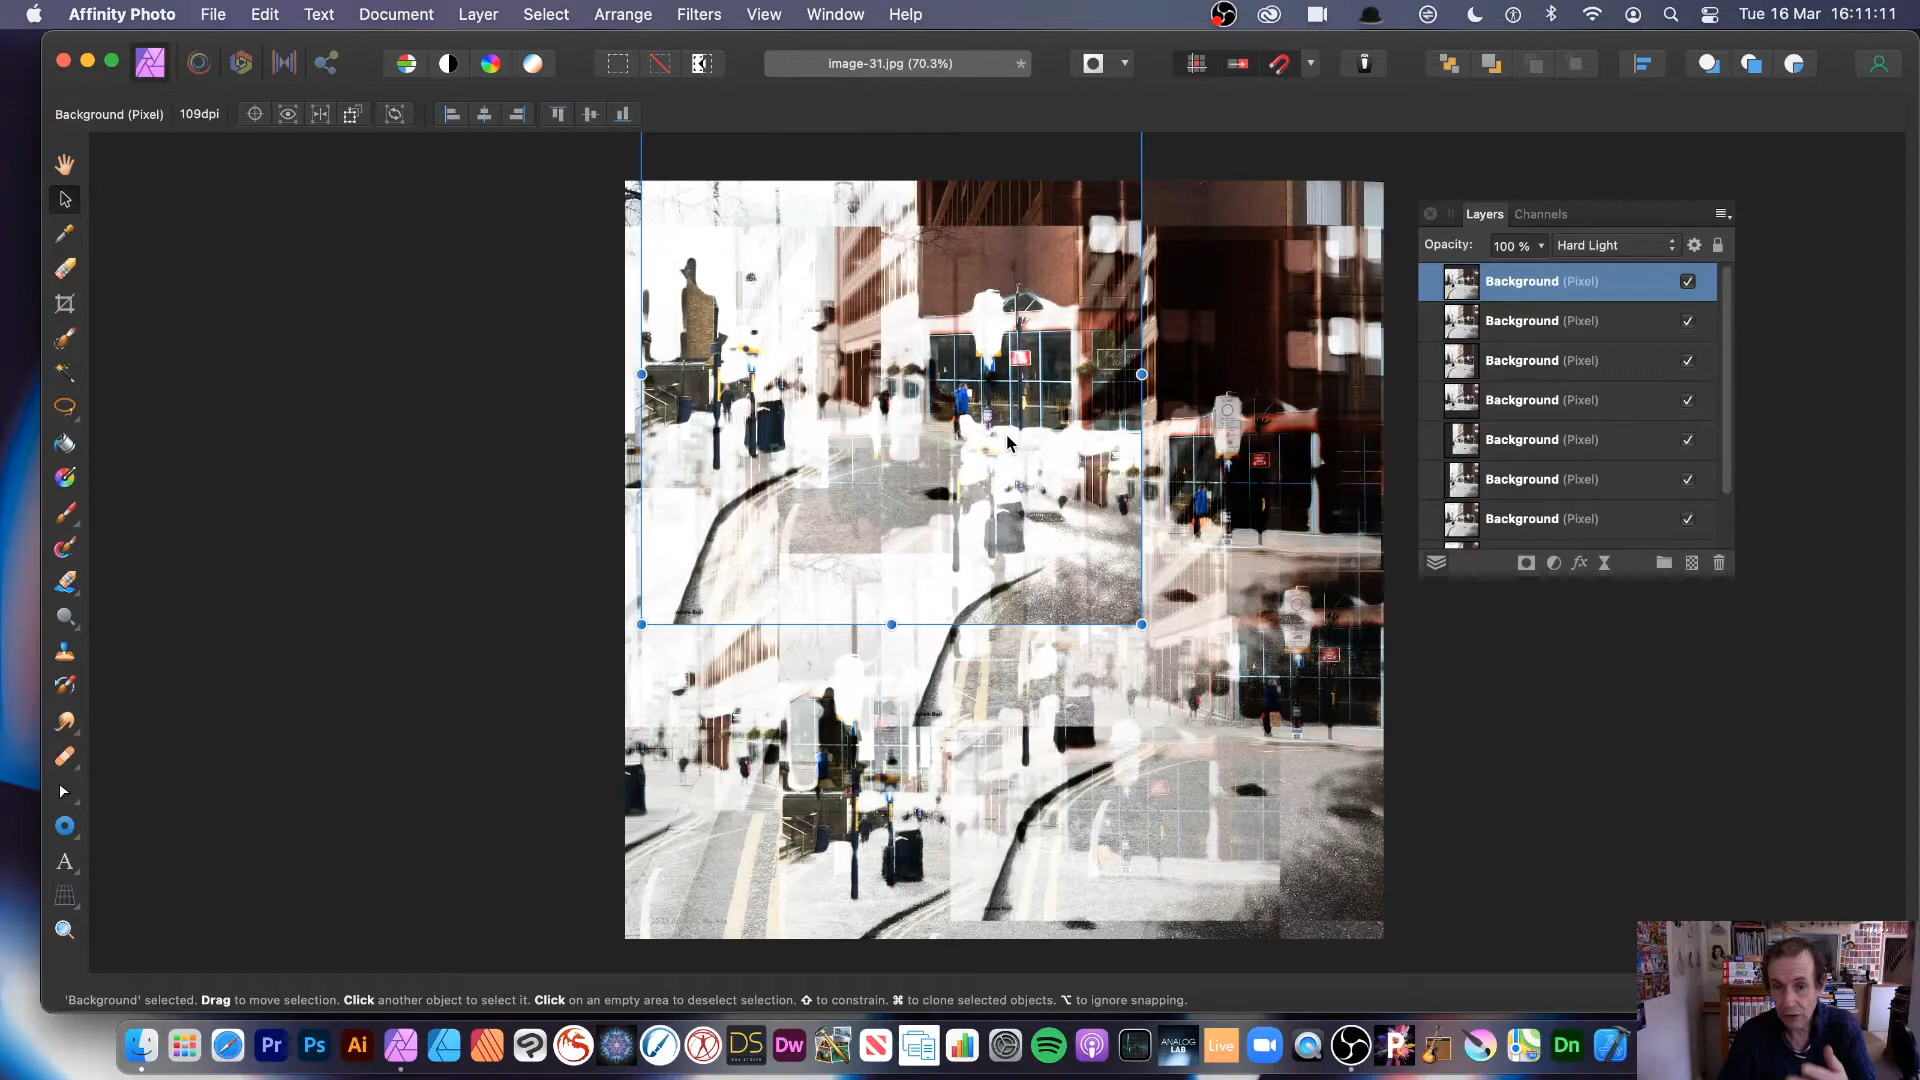 Affinity Photo File Edit Text Document Layer Select Arrange Filters View Window Help Tue 16 Mar 16:11:11
image-31.jpg (70.3%) *
Background (Pixel) 109dpi
Layers Channels
Opacity: 100 % Hard Light
Background (Pixel)
Background (Pixel)
Background (Pixel)
Background (Pixel)
Background (Pixel)
Background (Pixel)
Background (Pixel)
A
'Background' selected. Drag to move selection. Click another object to select it. Click on an empty area to deselect selection. ⇧ to constrain. ⌘ to clone selected objects. ⌥ to ignore snapping.
Pr Ps Ai DS Dw ANALOG LAB Live P Dn